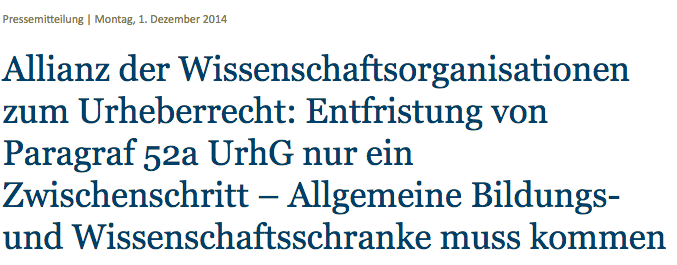 Pressemitteilung | Montag, 1. Dezember 2014
Allianz der Wissenschaftsorganisationen
zum Urheberrecht: Entfristung von
Paragraf 52a UrhG nur ein
Zwischenschritt – Allgemeine Bildungs-
und Wissenschaftsschranke muss kommen